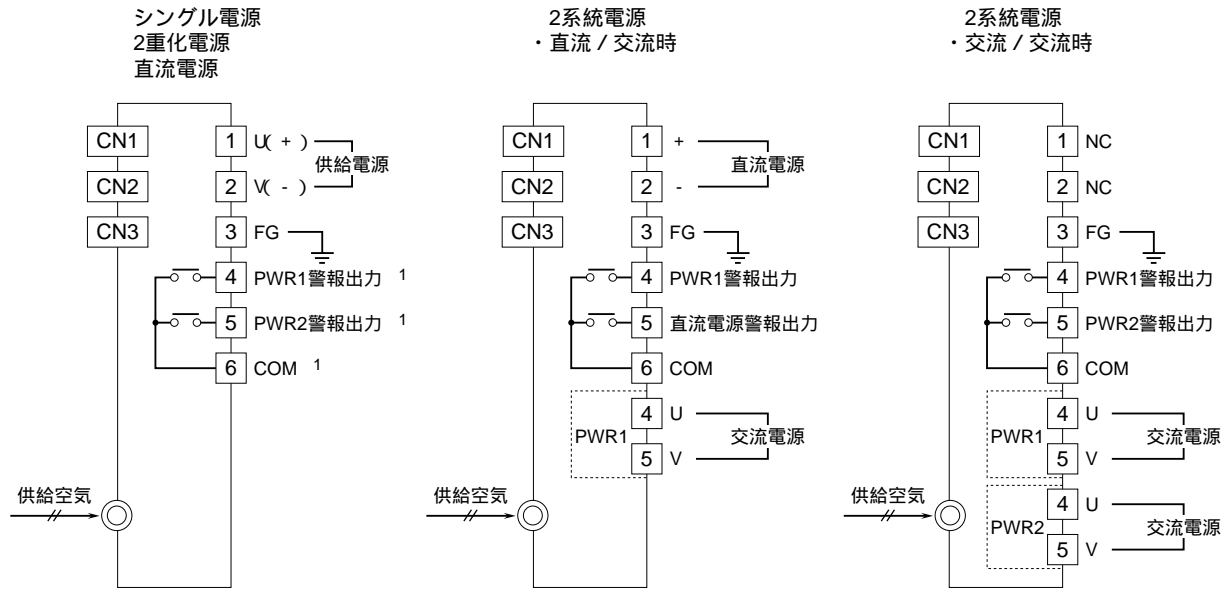 シングル電源
2重化電源
直流電源
CN1
1 U( + )
供給電源
CN2
2 V( - )
CN3
3 FG
4 PWR1警報出力 1
5 PWR2警報出力 1
6 COM 1
供給空気
2系統電源
・直流 / 交流時
CN1
1 +
直流電源
CN2
2 -
CN3
3 FG
4 PWR1警報出力
5 直流電源警報出力
6 COM
4 U
PWR1
交流電源
5 V
供給空気
2系統電源
・交流 / 交流時
CN1
1 NC
CN2
2 NC
CN3
3 FG
4 PWR1警報出力
5 PWR2警報出力
6 COM
4 U
PWR1
交流電源
5 V
供給空気
4 U
PWR2
交流電源
5 V